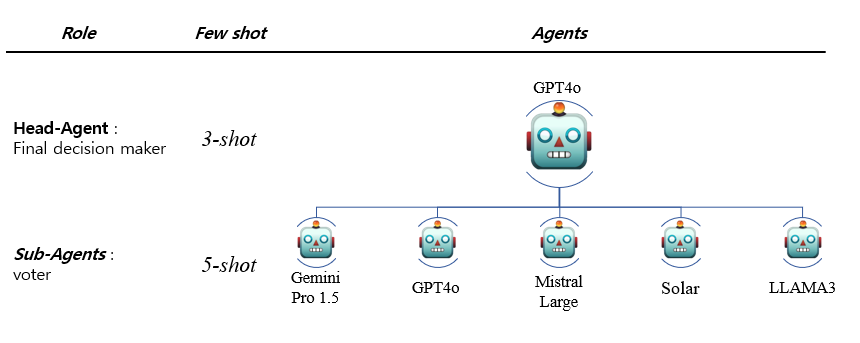 Role Few shot Agents
GPT4o
Head-Agent :
Final decision maker
3-shot
Sub-Agents :
voter
5-shot
Gemini
Pro 1.5
GPT4o
Mistral
Large
Solar
LLAMA3